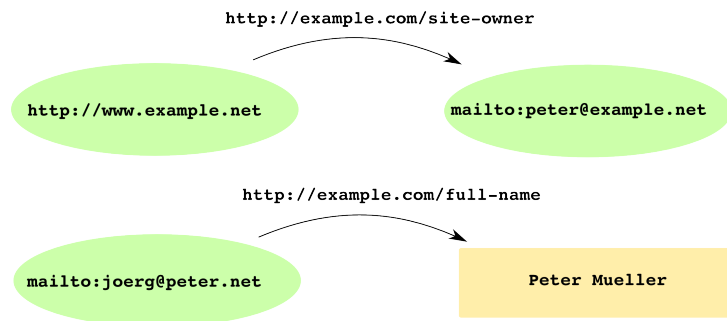 http://example.com/site-owner
http://www.example.net
mailto:peter@example.net
http://example.com/full-name
mailto:joerg@peter.net
Peter Mueller